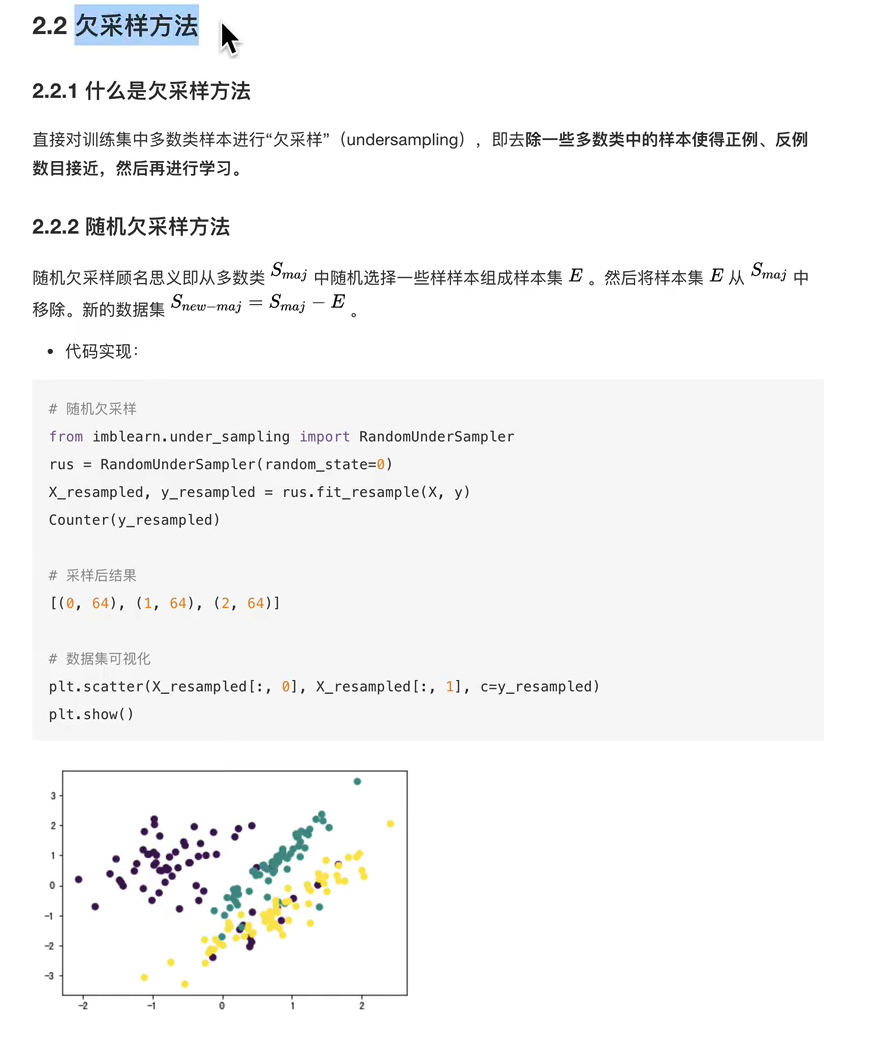 2.2 欠采样方法
2.2.1 什么是欠采样方法
直接对训练集中多数类样本进行“欠采样”（undersampling），即去除一些多数类中的样本使得正例、反例
数目接近，然后再进行学习。
2.2.2 随机欠采样方法
随机欠采样顾名思义即从多数类 S_maj 中随机选择一些样样本组成样本集 E 。然后将样本集 E 从 S_maj 中
移除。新的数据集 S_new−maj = S_maj − E 。
• 代码实现：
# 随机欠采样
from imblearn.under_sampling import RandomUnderSampler
rus = RandomUnderSampler(random_state=0)
X_resampled, y_resampled = rus.fit_resample(X, y)
Counter(y_resampled)
# 采样后结果
[(0, 64), (1, 64), (2, 64)]
# 数据集可视化
plt.scatter(X_resampled[:, 0], X_resampled[:, 1], c=y_resampled)
plt.show()
3
2
1
0
−1
−2
−3
−2 −1 0 1 2